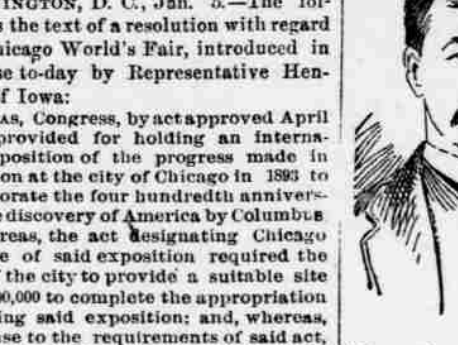 INGTON, D. C., Jan. 5.—The fol-
s the text of a resolution with regard
hicago World's Fair, introduced in
se to-day by Representative Hen-
f Iowa:
AS, Congress, by act approved April
provided for holding an interna-
position of the progress made in
on at the city of Chicago in 1893 to
orate the four hundredth annivers-
e discovery of America by Columbus
reas, the act designating Chicago
e of said exposition required the
f the city to provide a suitable site
00,000 to complete the appropriation
ing said exposition; and, whereas,
se to the requirements of said act,